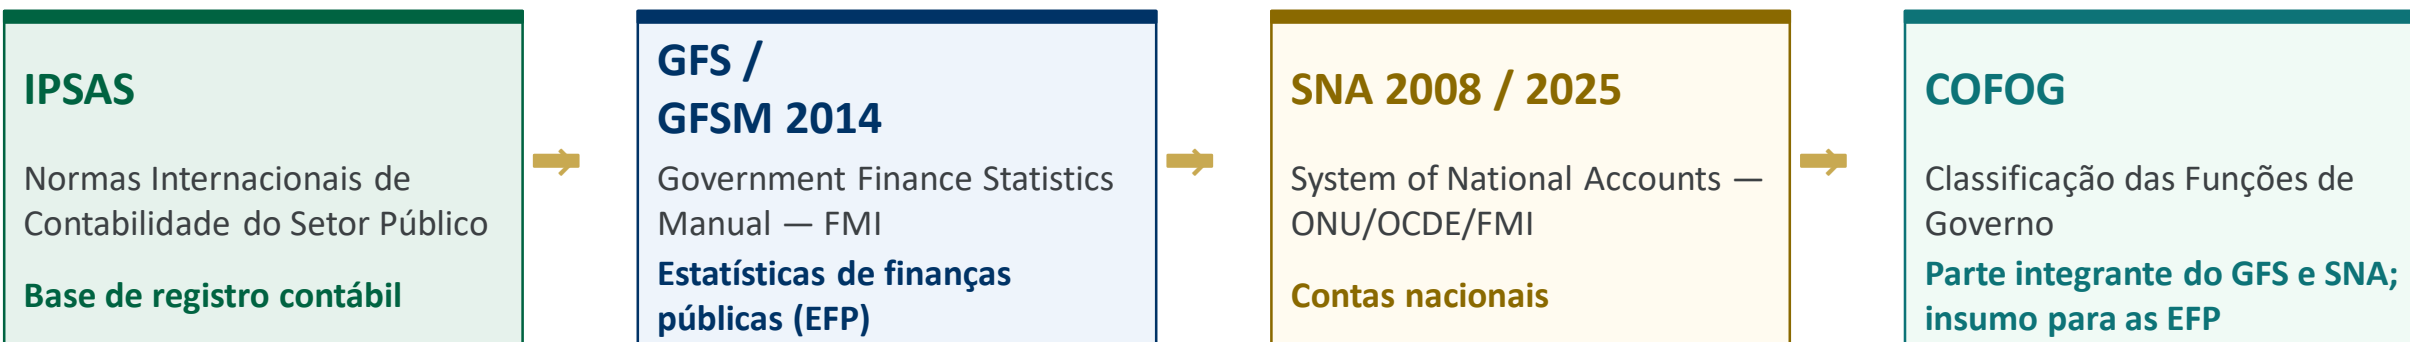 IPSAS
Normas Internacionais de
Contabilidade do Setor Público
Base de registro contábil
GFS /
GFSM 2014
Government Finance Statistics
Manual — FMI
Estatísticas de finanças
públicas (EFP)
SNA 2008 / 2025
System of National Accounts —
ONU/OCDE/FMI
Contas nacionais
COFOG
Classificação das Funções de
Governo
Parte integrante do GFS e SNA;
insumo para as EFP